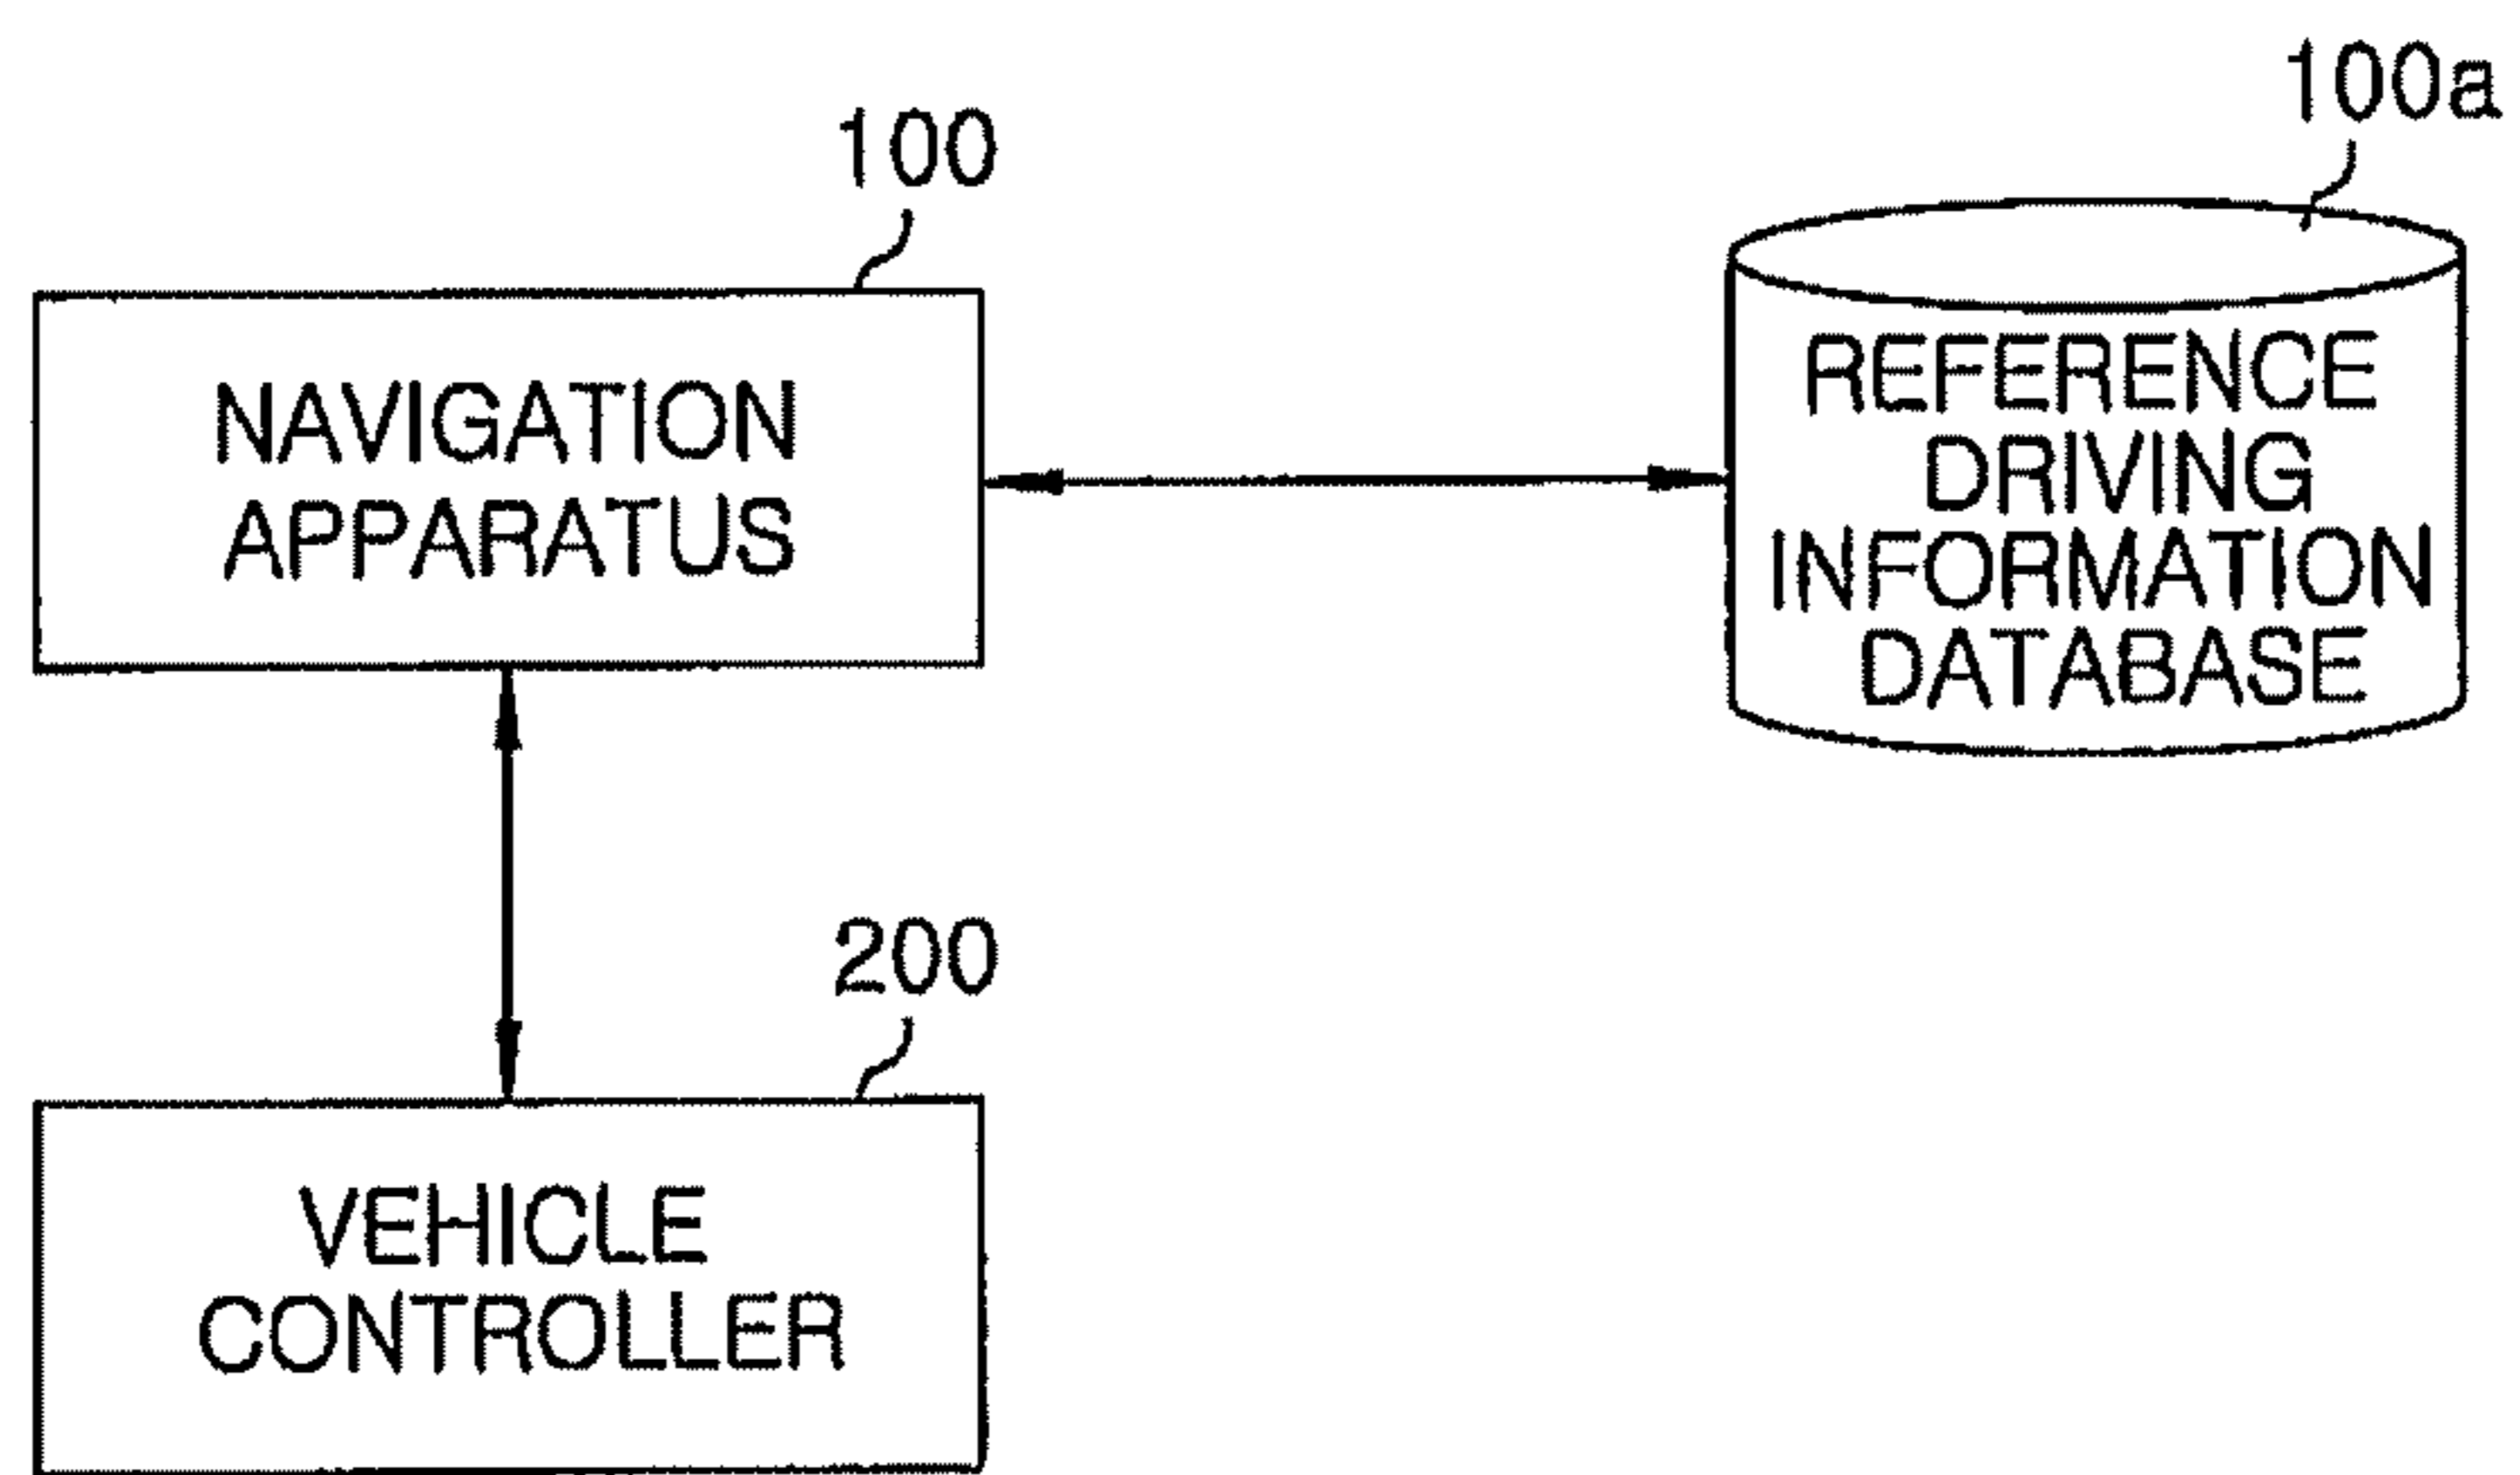 100
100a
NAVIGATION
APPARATUS
REFERENCE
DRIVING
INFORMATION
DATABASE
200
VEHICLE
CONTROLLER